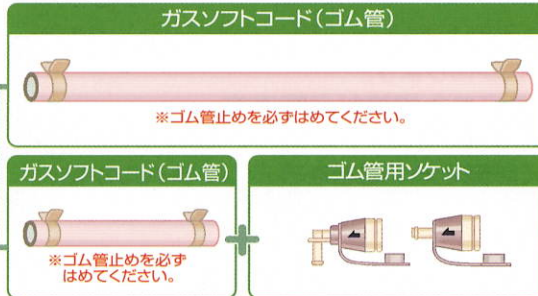 ガスソフトコード(ゴム管)
※ゴム管止めを必ずはめてください。
ガスソフトコード(ゴム管)
※ゴム管止めを必ず
はめてください。
ゴム管用ソケット